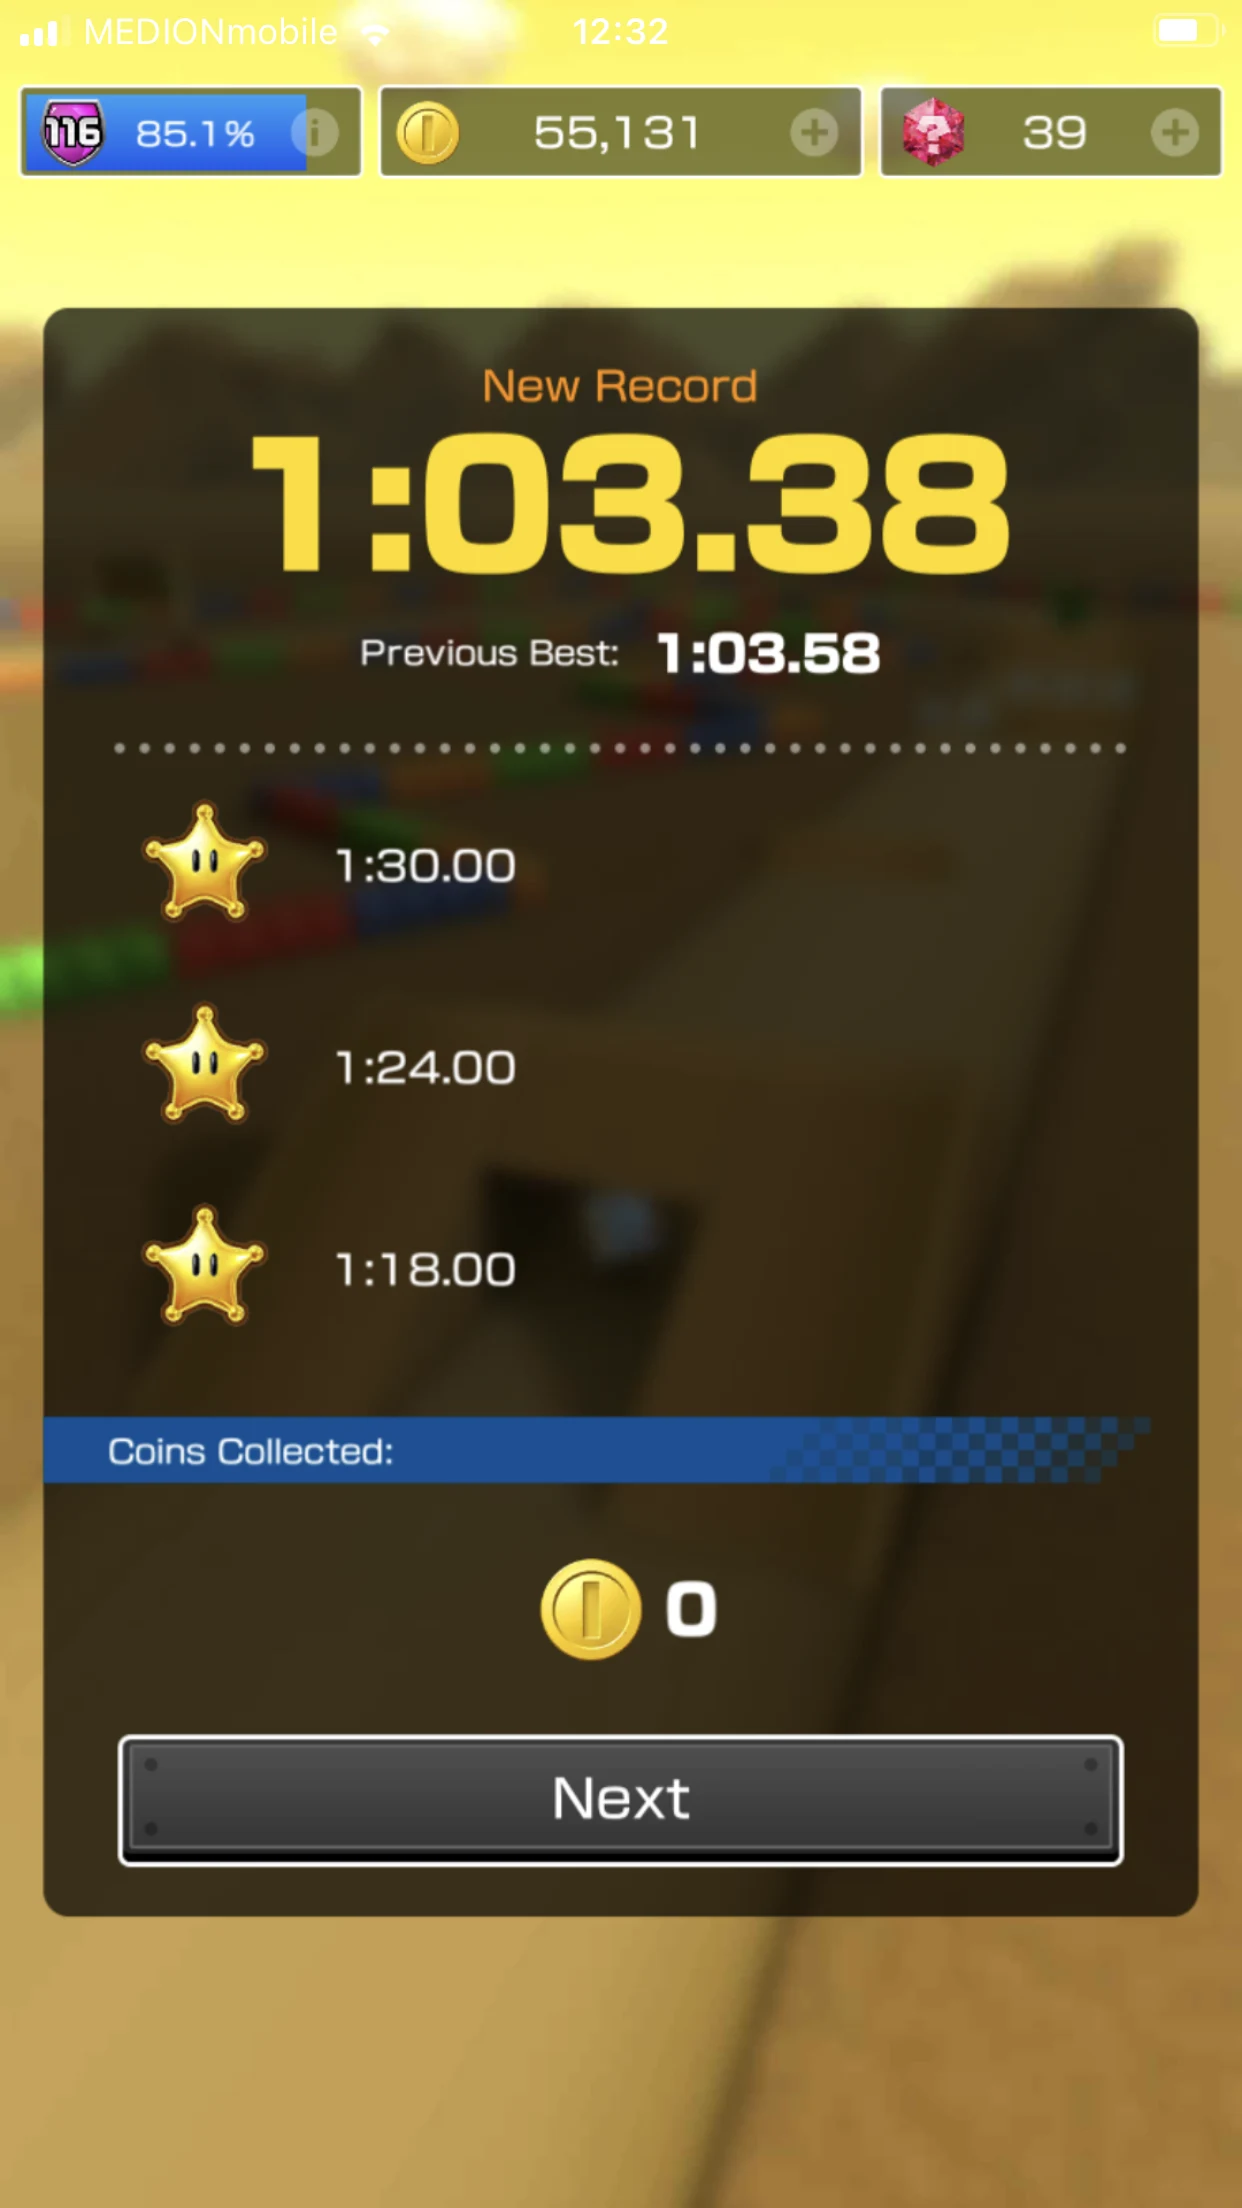 MEDIONmobile 12:32
116 85.1% i 55,131 + ? 39 +
New Record
1:03.38
Previous Best: 1:03.58
1:30.00
1:24.00
1:18.00
Coins Collected:
0
Next